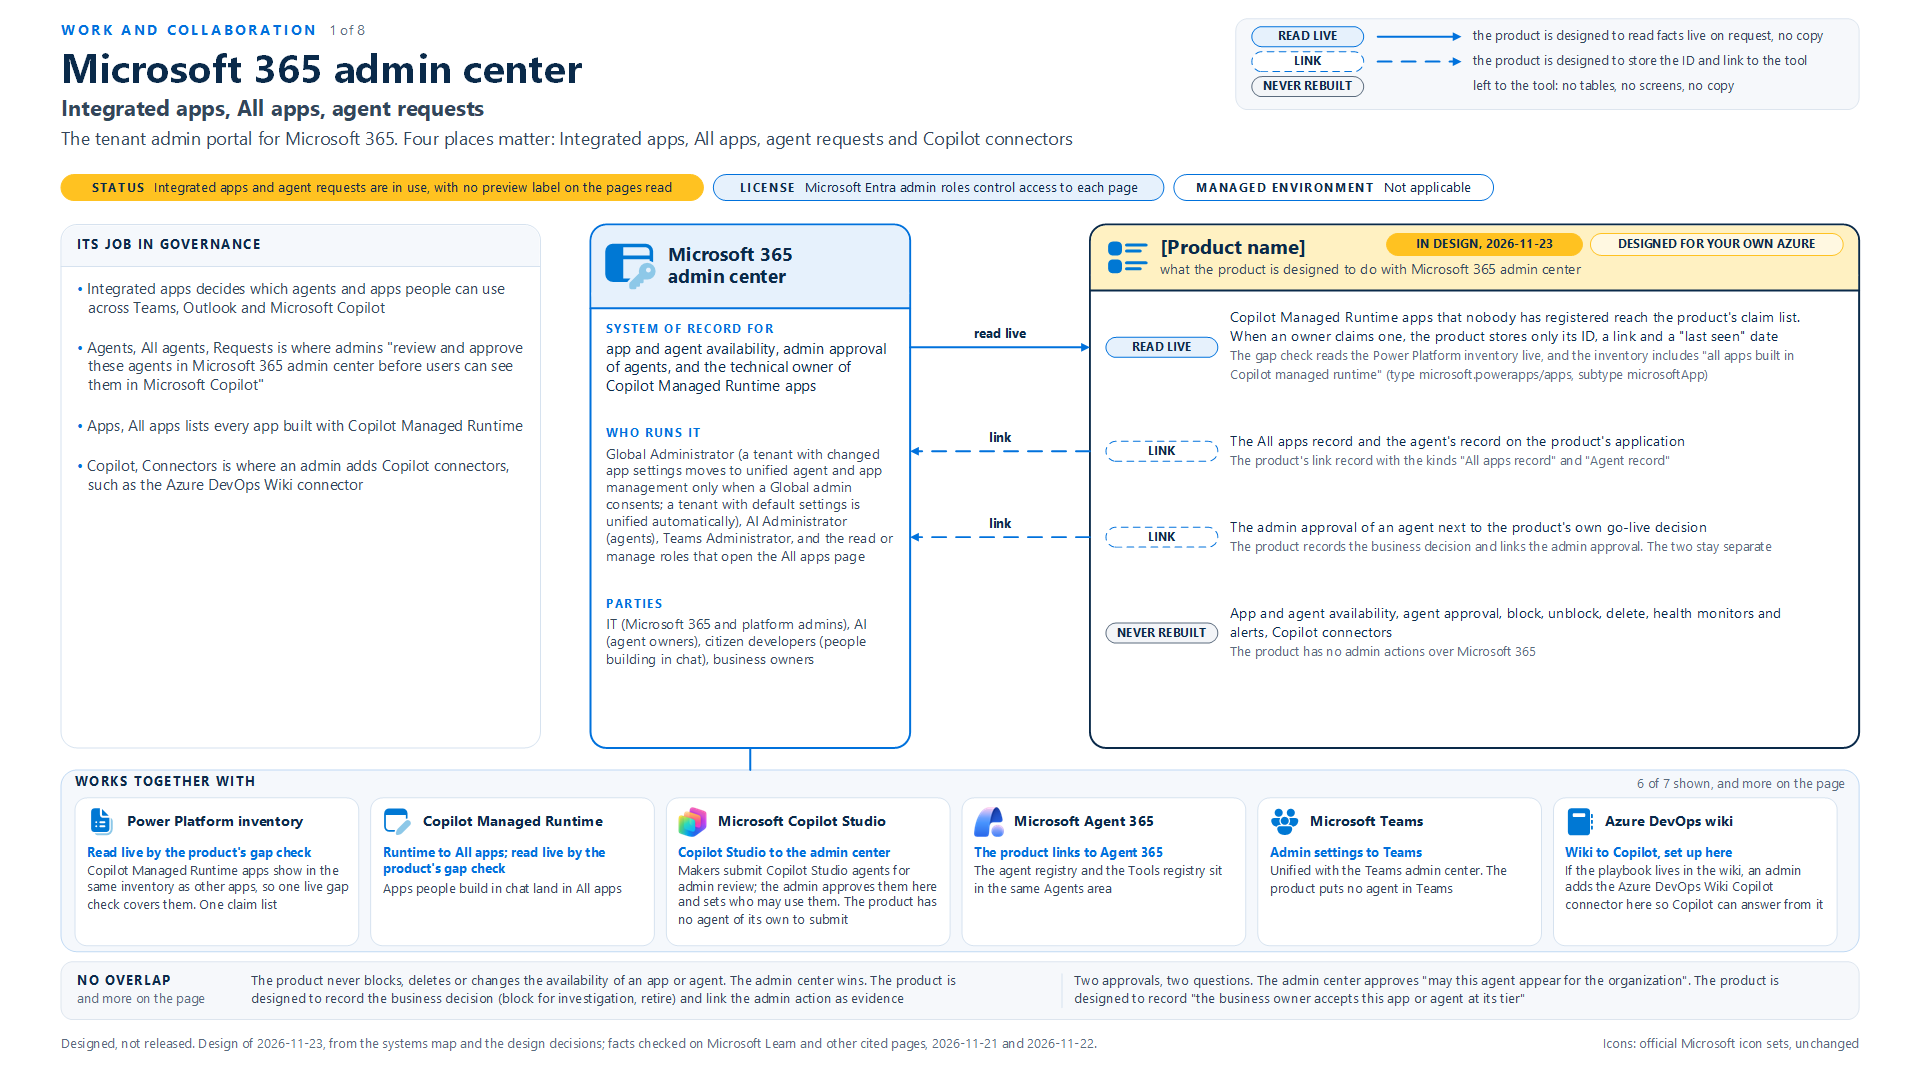 WORK AND COLLABORATION 1 of 8
Microsoft 365 admin center
Integrated apps, All apps, agent requests
The tenant admin portal for Microsoft 365. Four places matter: Integrated apps, All apps, agent requests and Copilot connectors
READ LIVE the product is designed to read facts live on request, no copy
LINK the product is designed to store the ID and link to the tool
NEVER REBUILT left to the tool: no tables, no screens, no copy
STATUS Integrated apps and agent requests are in use, with no preview label on the pages read
LICENSE Microsoft Entra admin roles control access to each page
MANAGED ENVIRONMENT Not applicable
ITS JOB IN GOVERNANCE
• Integrated apps decides which agents and apps people can use
across Teams, Outlook and Microsoft Copilot
• Agents, All agents, Requests is where admins "review and approve
these agents in Microsoft 365 admin center before users can see
them in Microsoft Copilot"
• Apps, All apps lists every app built with Copilot Managed Runtime
• Copilot, Connectors is where an admin adds Copilot connectors,
such as the Azure DevOps Wiki connector
Microsoft 365
admin center
SYSTEM OF RECORD FOR
app and agent availability, admin approval
of agents, and the technical owner of
Copilot Managed Runtime apps
WHO RUNS IT
Global Administrator (a tenant with changed
app settings moves to unified agent and app
management only when a Global admin
consents; a tenant with default settings is
unified automatically), AI Administrator
(agents), Teams Administrator, and the read or
manage roles that open the All apps page
PARTIES
IT (Microsoft 365 and platform admins), AI
(agent owners), citizen developers (people
building in chat), business owners
read live
link
link
[Product name]
IN DESIGN, 2026-11-23
DESIGNED FOR YOUR OWN AZURE
what the product is designed to do with Microsoft 365 admin center
READ LIVE
Copilot Managed Runtime apps that nobody has registered reach the product's claim list.
When an owner claims one, the product stores only its ID, a link and a "last seen" date
The gap check reads the Power Platform inventory live, and the inventory includes "all apps built in
Copilot managed runtime" (type microsoft.powerapps/apps, subtype microsoftApp)
LINK
The All apps record and the agent's record on the product's application
The product's link record with the kinds "All apps record" and "Agent record"
LINK
The admin approval of an agent next to the product's own go-live decision
The product records the business decision and links the admin approval. The two stay separate
NEVER REBUILT
App and agent availability, agent approval, block, unblock, delete, health monitors and
alerts, Copilot connectors
The product has no admin actions over Microsoft 365
WORKS TOGETHER WITH
6 of 7 shown, and more on the page
Power Platform inventory
Read live by the product's gap check
Copilot Managed Runtime apps show in the
same inventory as other apps, so one live gap
check covers them. One claim list
Copilot Managed Runtime
Runtime to All apps; read live by the
product's gap check
Apps people build in chat land in All apps
Microsoft Copilot Studio
Copilot Studio to the admin center
Makers submit Copilot Studio agents for
admin review; the admin approves them here
and sets who may use them. The product has
no agent of its own to submit
Microsoft Agent 365
The product links to Agent 365
The agent registry and the Tools registry sit
in the same Agents area
Microsoft Teams
Admin settings to Teams
Unified with the Teams admin center. The
product puts no agent in Teams
Azure DevOps wiki
Wiki to Copilot, set up here
If the playbook lives in the wiki, an admin
adds the Azure DevOps Wiki Copilot
connector here so Copilot can answer from it
NO OVERLAP
and more on the page
The product never blocks, deletes or changes the availability of an app or agent. The admin center wins. The product is
designed to record the business decision (block for investigation, retire) and link the admin action as evidence
Two approvals, two questions. The admin center approves "may this agent appear for the organization". The product is
designed to record "the business owner accepts this app or agent at its tier"
Designed, not released. Design of 2026-11-23, from the systems map and the design decisions; facts checked on Microsoft Learn and other cited pages, 2026-11-21 and 2026-11-22.
Icons: official Microsoft icon sets, unchanged